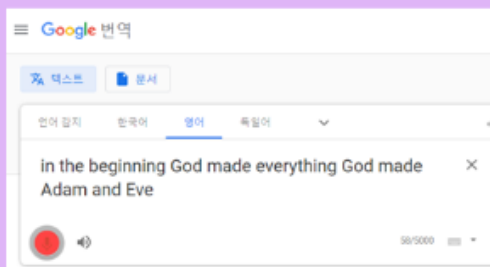 Google 번역
텍스트 문서
언어 감지 한국어 영어 독일어
in the beginning God made everything God made
Adam and Eve
58/5000